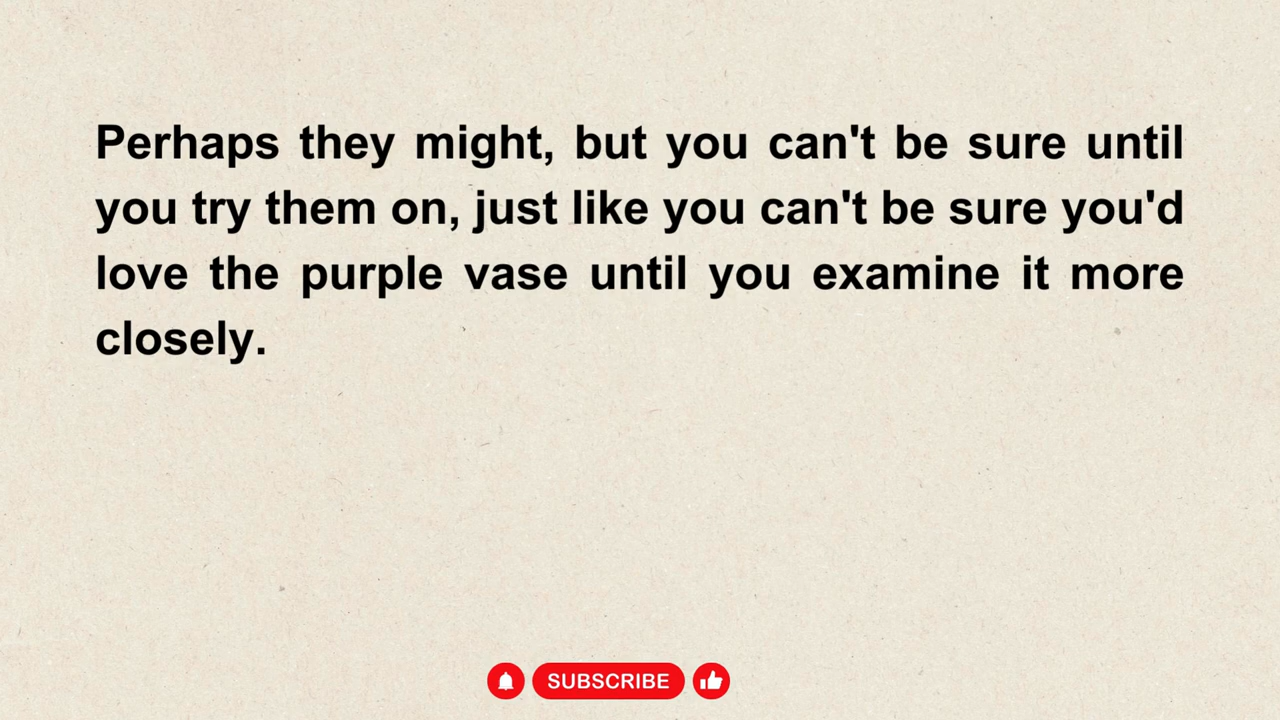 Perhaps they might, but you can't be sure until
you try them on, just like you can't be sure you'd
love the purple vase until you examine it more
closely.
SUBSCRIBE